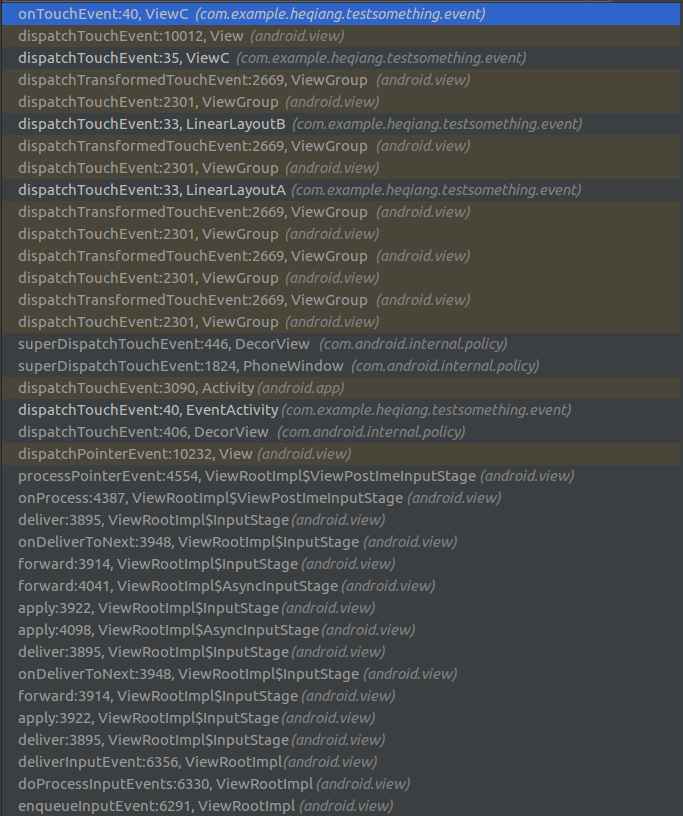 onTouchEvent:40, ViewC (com.example.heqiang.testsomething.event)
dispatchTouchEvent:10012, View (android.view)
dispatchTouchEvent:35, ViewC (com.example.heqiang.testsomething.event)
dispatchTransformedTouchEvent:2669, ViewGroup (android.view)
dispatchTouchEvent:2301, ViewGroup (android.view)
dispatchTouchEvent:33, LinearLayoutB (com.example.heqiang.testsomething.event)
dispatchTransformedTouchEvent:2669, ViewGroup (android.view)
dispatchTouchEvent:2301, ViewGroup (android.view)
dispatchTouchEvent:33, LinearLayoutA (com.example.heqiang.testsomething.event)
dispatchTransformedTouchEvent:2669, ViewGroup (android.view)
dispatchTouchEvent:2301, ViewGroup (android.view)
dispatchTransformedTouchEvent:2669, ViewGroup (android.view)
dispatchTouchEvent:2301, ViewGroup (android.view)
dispatchTransformedTouchEvent:2669, ViewGroup (android.view)
dispatchTouchEvent:2301, ViewGroup (android.view)
superDispatchTouchEvent:446, DecorView (com.android.internal.policy)
superDispatchTouchEvent:1824, PhoneWindow (com.android.internal.policy)
dispatchTouchEvent:3090, Activity (android.app)
dispatchTouchEvent:40, EventActivity (com.example.heqiang.testsomething.event)
dispatchTouchEvent:406, DecorView (com.android.internal.policy)
dispatchPointerEvent:10232, View (android.view)
processPointerEvent:4554, ViewRootImpl$ViewPostImeInputStage (android.view)
onProcess:4387, ViewRootImpl$ViewPostImeInputStage (android.view)
deliver:3895, ViewRootImpl$InputStage (android.view)
onDeliverToNext:3948, ViewRootImpl$InputStage (android.view)
forward:3914, ViewRootImpl$InputStage (android.view)
forward:4041, ViewRootImpl$AsyncInputStage (android.view)
apply:3922, ViewRootImpl$InputStage (android.view)
apply:4098, ViewRootImpl$AsyncInputStage (android.view)
deliver:3895, ViewRootImpl$InputStage (android.view)
onDeliverToNext:3948, ViewRootImpl$InputStage (android.view)
forward:3914, ViewRootImpl$InputStage (android.view)
apply:3922, ViewRootImpl$InputStage (android.view)
deliver:3895, ViewRootImpl$InputStage (android.view)
deliverInputEvent:6356, ViewRootImpl (android.view)
doProcessInputEvents:6330, ViewRootImpl (android.view)
enqueueInputEvent:6291, ViewRootImpl (android.view)